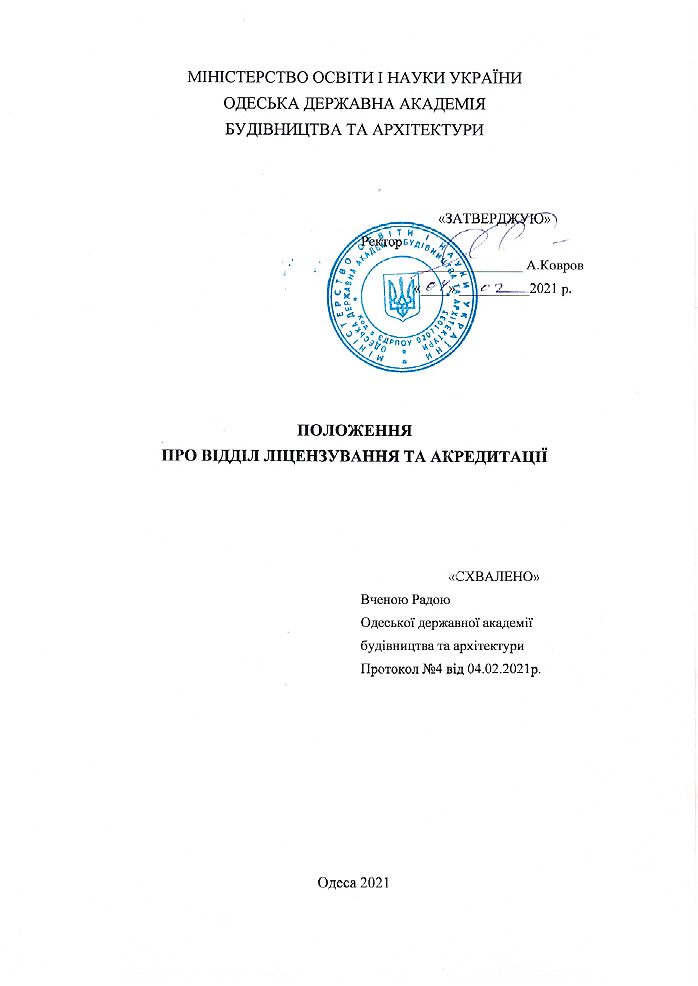 МІНІСТЕРСТВО ОСВІТИ І НАУКИ УКРАЇНИ
ОДЕСЬКА ДЕРЖАВНА АКАДЕМІЯ
БУДІВНИЦТВА ТА АРХІТЕКТУРИ
«ЗАТВЕРДЖУЮ»
Ректор
А.Ковров
«04» 02 2021 р.
МІНІСТЕРСТВО ОСВІТИ І НАУКИ УКРАЇНИ
ОДЕСЬКА ДЕРЖАВНА АКАДЕМІЯ БУДІВНИЦТВА ТА АРХІТЕКТУРИ
ПОЛОЖЕННЯ
ПРО ВІДДІЛ ЛІЦЕНЗУВАННЯ ТА АКРЕДИТАЦІЇ
«СХВАЛЕНО»
Вченою Радою
Одеської державної академії
будівництва та архітектури
Протокол №4 від 04.02.2021р.
Одеса 2021